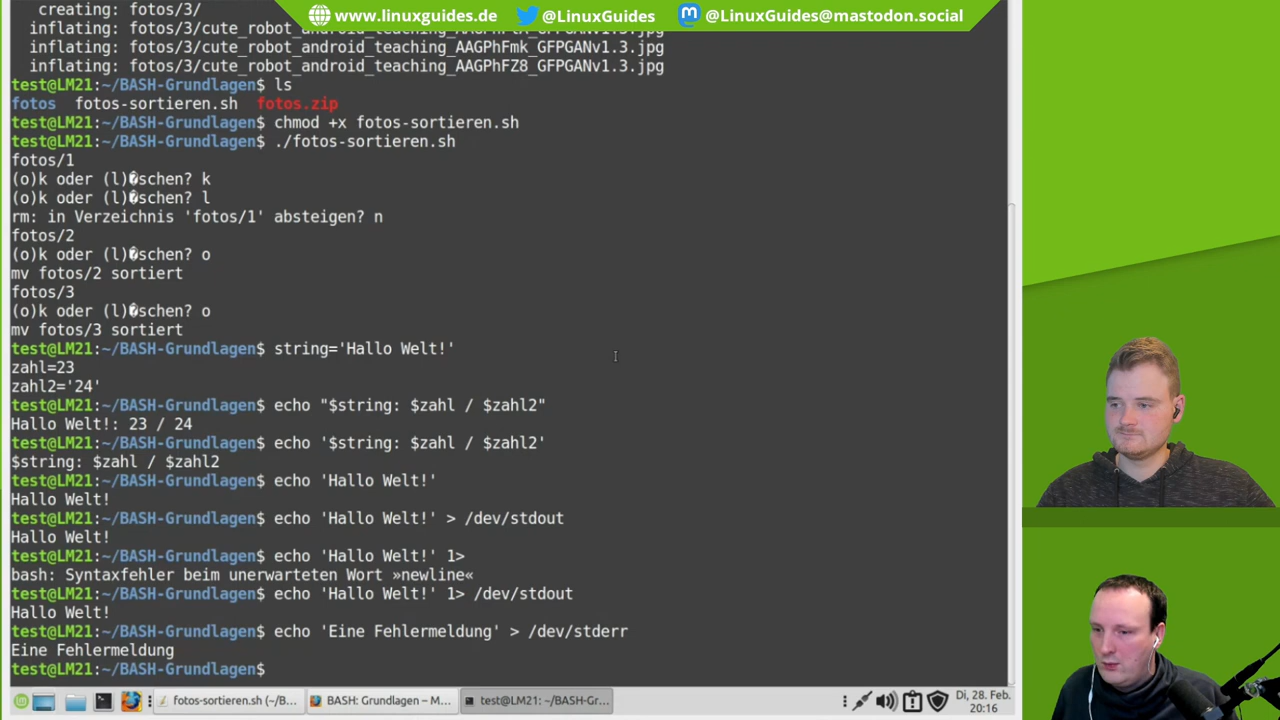 www.linuxguides.de @LinuxGuides @LinuxGuides@mastodon.social
creating: fotos/3/
inflating: fotos/3/cute_robot_android_teaching_
inflating: fotos/3/cute_robot_android_teaching_AAGPhFmk_GFPGANv1.3.jpg
inflating: fotos/3/cute_robot_android_teaching_AAGPhFZ8_GFPGANv1.3.jpg
test@LM21:~/BASH-Grundlagen$ ls
fotos fotos-sortieren.sh fotos.zip
test@LM21:~/BASH-Grundlagen$ chmod +x fotos-sortieren.sh
test@LM21:~/BASH-Grundlagen$ ./fotos-sortieren.sh
fotos/1
(o)k oder (l)�schen? k
(o)k oder (l)�schen? l
rm: in Verzeichnis 'fotos/1' absteigen? n
fotos/2
(o)k oder (l)�schen? o
mv fotos/2 sortiert
fotos/3
(o)k oder (l)�schen? o
mv fotos/3 sortiert
test@LM21:~/BASH-Grundlagen$ string='Hallo Welt!'
zahl=23
zahl2='24'
test@LM21:~/BASH-Grundlagen$ echo "$string: $zahl / $zahl2"
Hallo Welt!: 23 / 24
test@LM21:~/BASH-Grundlagen$ echo '$string: $zahl / $zahl2'
$string: $zahl / $zahl2
test@LM21:~/BASH-Grundlagen$ echo 'Hallo Welt!'
Hallo Welt!
test@LM21:~/BASH-Grundlagen$ echo 'Hallo Welt!' > /dev/stdout
Hallo Welt!
test@LM21:~/BASH-Grundlagen$ echo 'Hallo Welt!' 1>
bash: Syntaxfehler beim unerwarteten Wort »newline«
test@LM21:~/BASH-Grundlagen$ echo 'Hallo Welt!' 1> /dev/stdout
Hallo Welt!
test@LM21:~/BASH-Grundlagen$ echo 'Eine Fehlermeldung' > /dev/stderr
Eine Fehlermeldung
test@LM21:~/BASH-Grundlagen$
fotos-sortieren.sh (~/B... BASH: Grundlagen – M... test@LM21: ~/BASH-Gr... Di, 28. Feb.
20:16